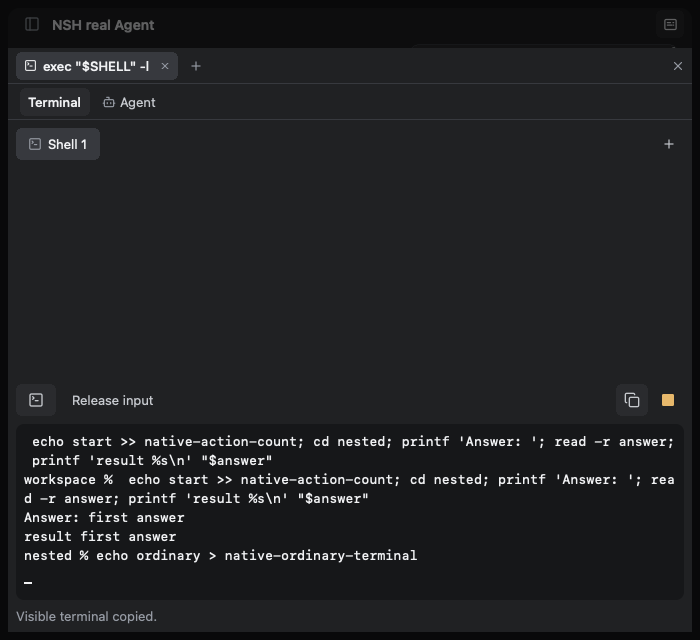 NSH real Agent
exec "$SHELL" -l × +
Terminal Agent
Shell 1
Release input
echo start >> native-action-count; cd nested; printf 'Answer: '; read -r answer;
printf 'result %s\n' "$answer"
workspace %  echo start >> native-action-count; cd nested; printf 'Answer: '; rea
d -r answer; printf 'result %s\n' "$answer"
Answer: first answer
result first answer
nested % echo ordinary > native-ordinary-terminal
Visible terminal copied.